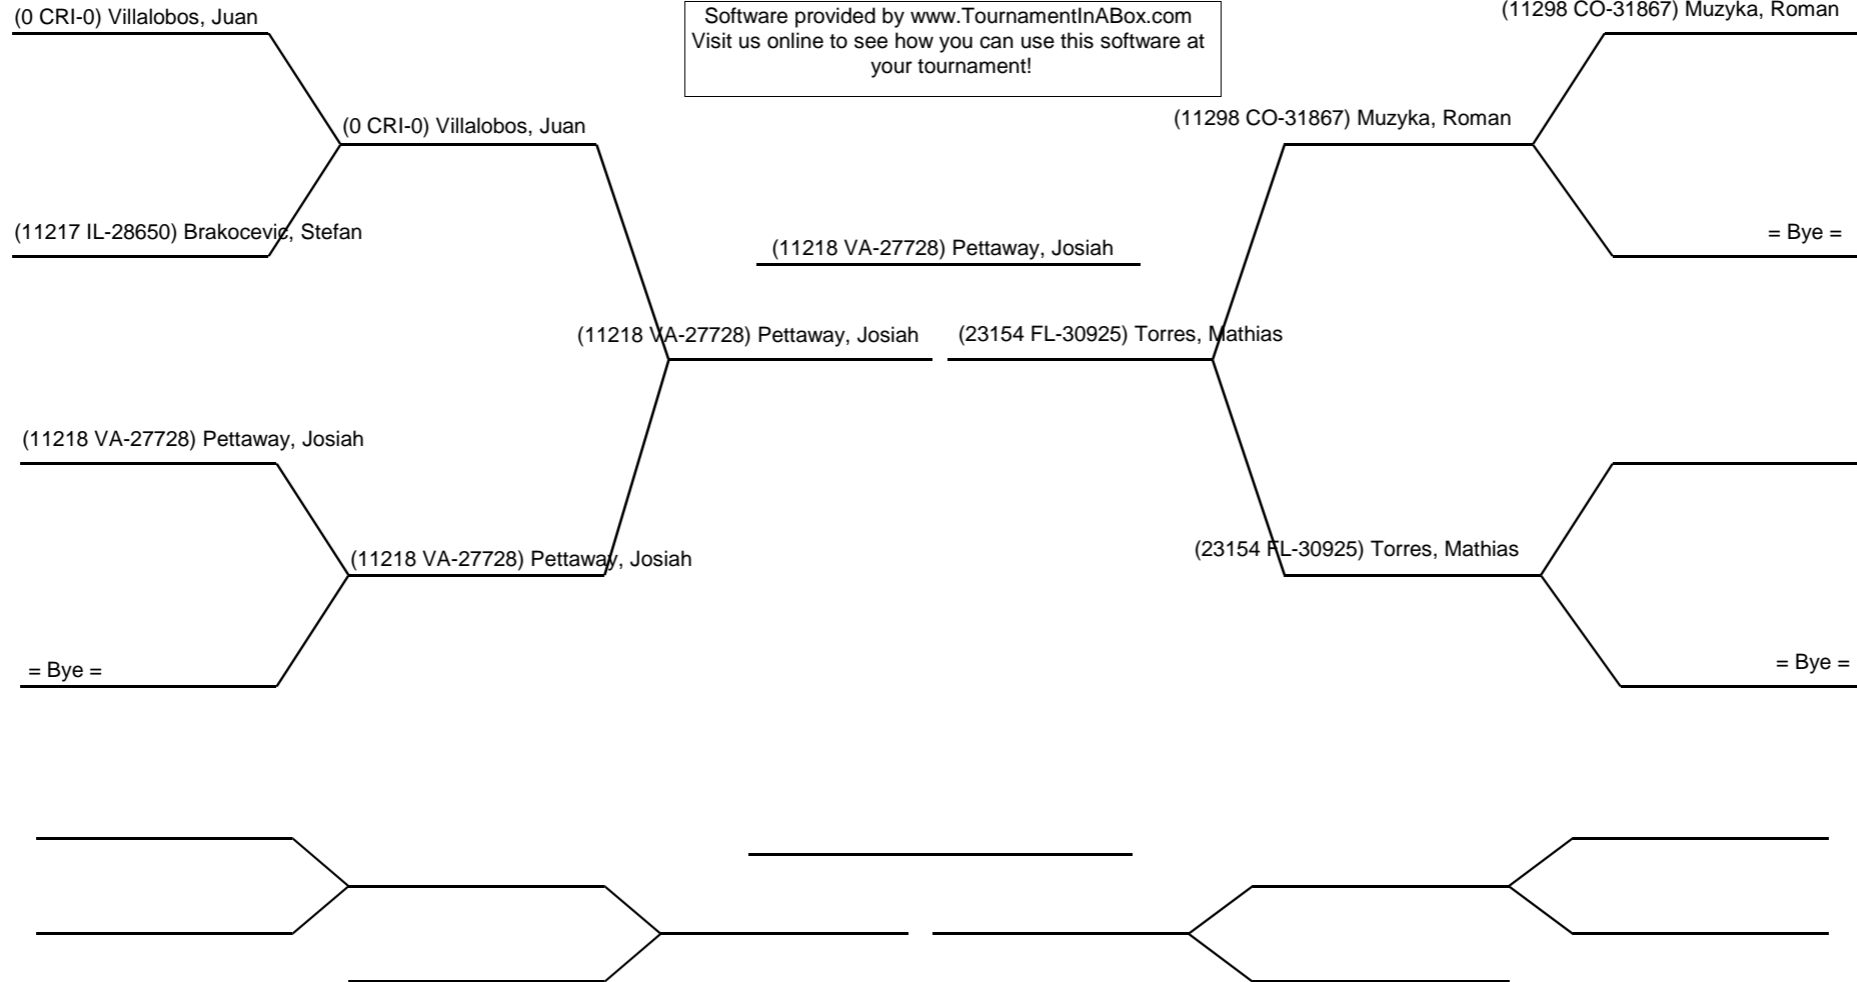 (0 CRI-0) Villalobos, Juan
Software provided by www.TournamentInABox.com
Visit us online to see how you can use this software at
your tournament!
(11298 CO-31867) Muzyka, Roman
(0 CRI-0) Villalobos, Juan
(11298 CO-31867) Muzyka, Roman
(11217 IL-28650) Brakocevic, Stefan
(11218 VA-27728) Pettaway, Josiah
= Bye =
(11218 VA-27728) Pettaway, Josiah
(23154 FL-30925) Torres, Mathias
(11218 VA-27728) Pettaway, Josiah
(11218 VA-27728) Pettaway, Josiah
(23154 FL-30925) Torres, Mathias
= Bye =
= Bye =